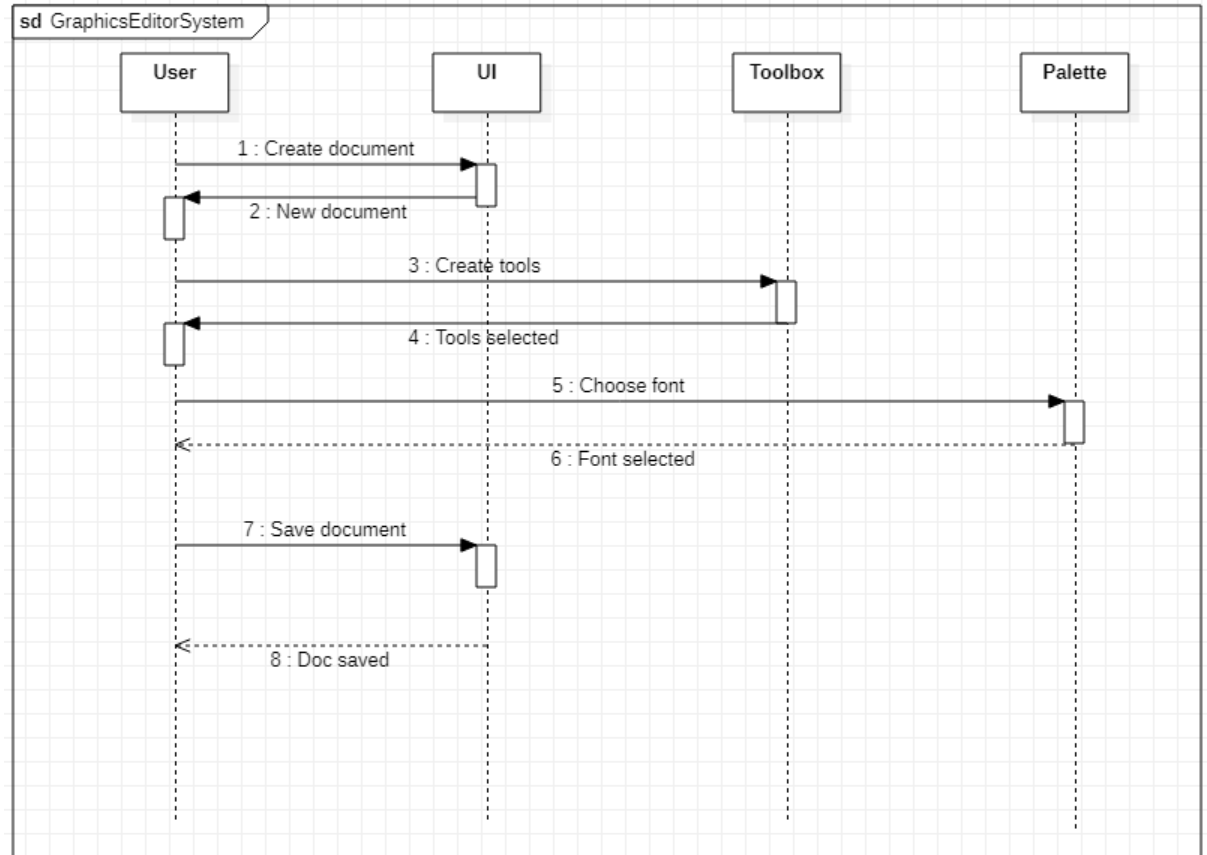 sd GraphicsEditorSystem
User
UI
Toolbox
Palette
1 : Create document
2 : New document
3 : Create tools
4 : Tools selected
5 : Choose font
6 : Font selected
7 : Save document
8 : Doc saved